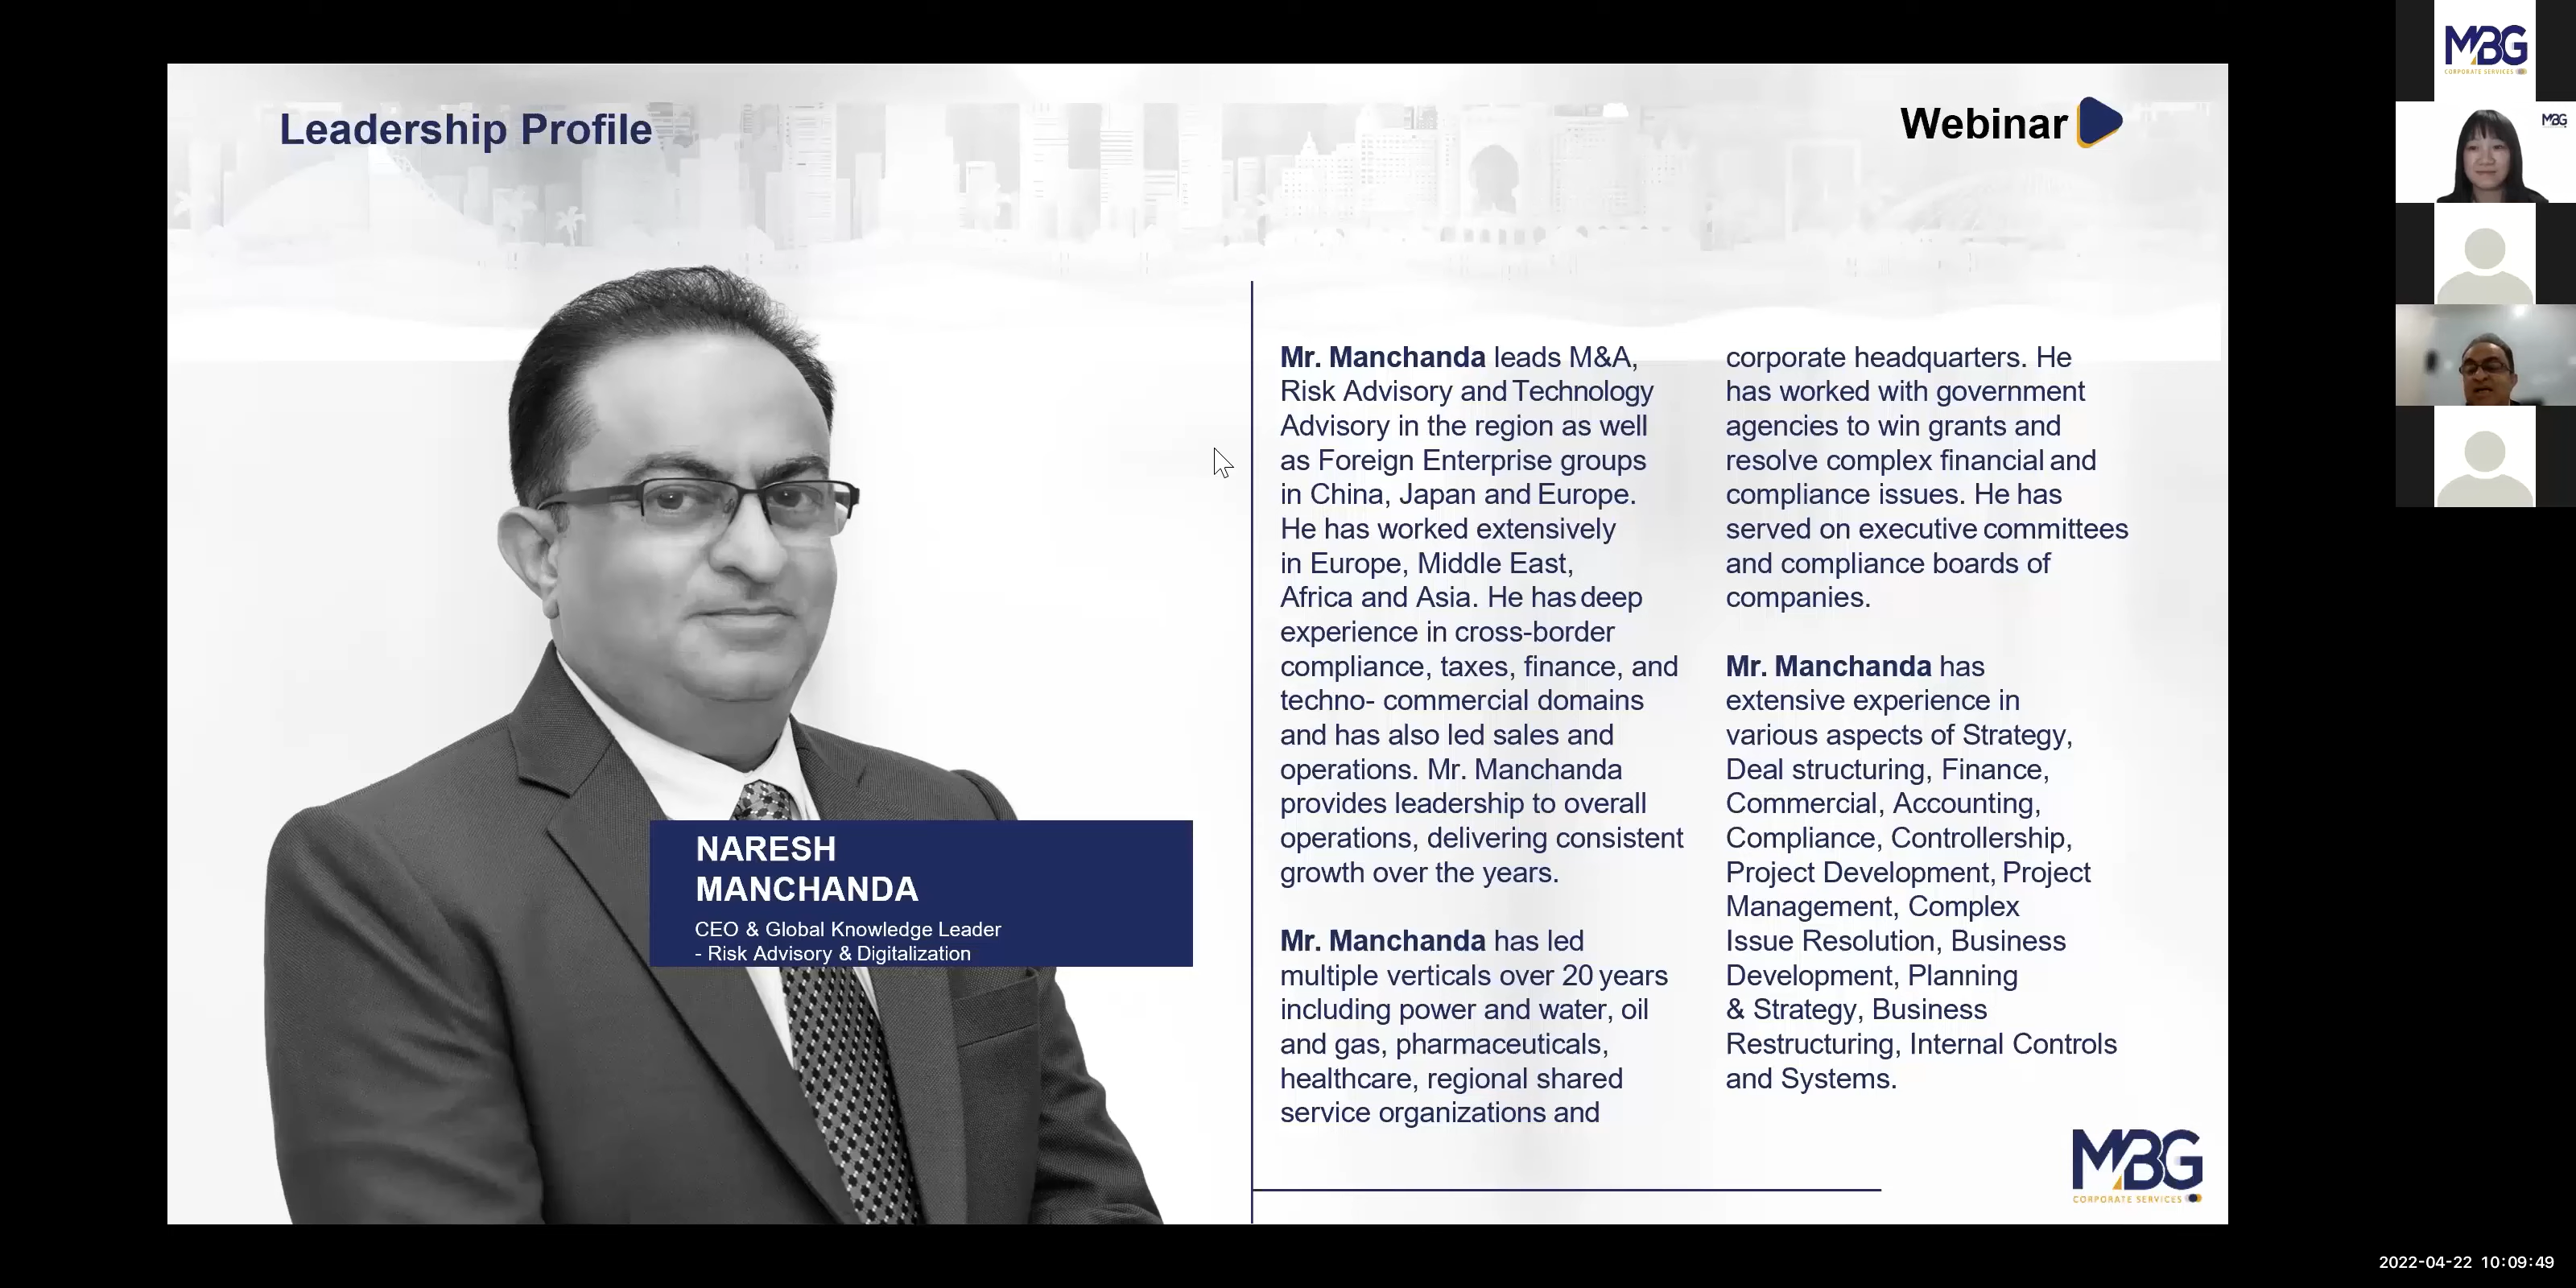 Leadership Profile
Webinar
Mr. Manchanda leads M&A,
Risk Advisory and Technology
Advisory in the region as well
as Foreign Enterprise groups
in China, Japan and Europe.
He has worked extensively
in Europe, Middle East,
Africa and Asia. He has deep
experience in cross-border
compliance, taxes, finance, and
techno- commercial domains
and has also led sales and
operations. Mr. Manchanda
provides leadership to overall
operations, delivering consistent
growth over the years.
Mr. Manchanda has led
multiple verticals over 20 years
including power and water, oil
and gas, pharmaceuticals,
healthcare, regional shared
service organizations and
corporate headquarters. He
has worked with government
agencies to win grants and
resolve complex financial and
compliance issues. He has
served on executive committees
and compliance boards of
companies.
Mr. Manchanda has
extensive experience in
various aspects of Strategy,
Deal structuring, Finance,
Commercial, Accounting,
Compliance, Controllership,
Project Development, Project
Management, Complex
Issue Resolution, Business
Development, Planning
& Strategy, Business
Restructuring, Internal Controls
and Systems.
NARESH
MANCHANDA
CEO & Global Knowledge Leader
- Risk Advisory & Digitalization
MBG
CORPORATE SERVICES
MBG
CORPORATE SERVICES
MBG
2022-04-22 10:09:49